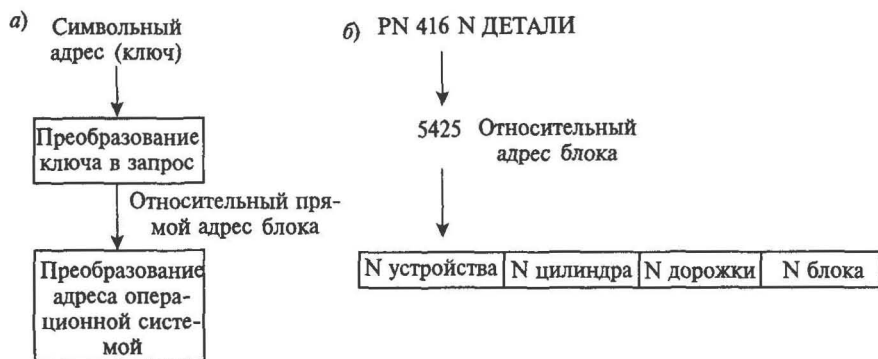 а)
Символьный
адрес (ключ)
Преобразование
ключа в запрос
Относительный пря-
мой адрес блока
Преобразование
адреса опера-
ционной систе-
мой
б) PN 416 N ДЕТАЛИ
5425 Относительный
адрес блока
N устройства N цилиндра N дорожки N блока